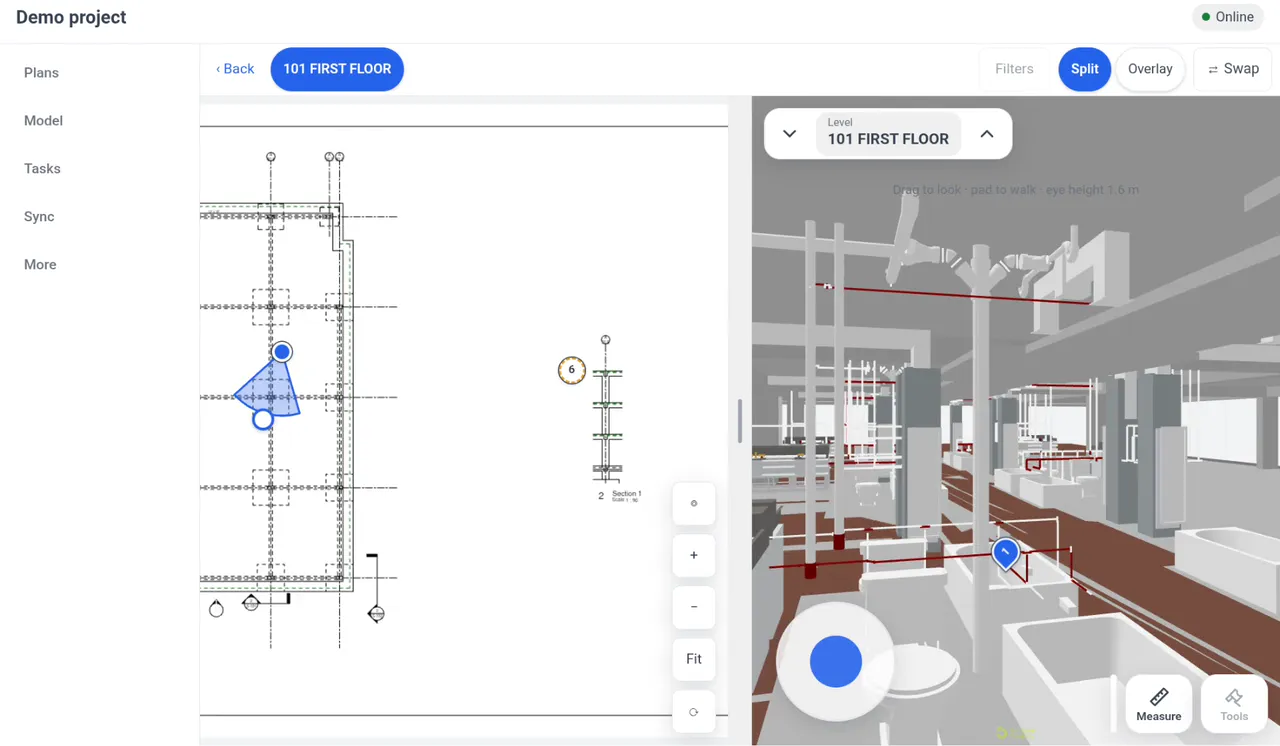 Demo project
Online
Plans
Model
Tasks
Sync
More
‹ Back
101 FIRST FLOOR
Filters
Split
Overlay
⇌ Swap
Level
101 FIRST FLOOR
Drag to look · pad to walk · eye height 1.6 m
6
2 Section 1
+
−
Fit
Measure
Tools